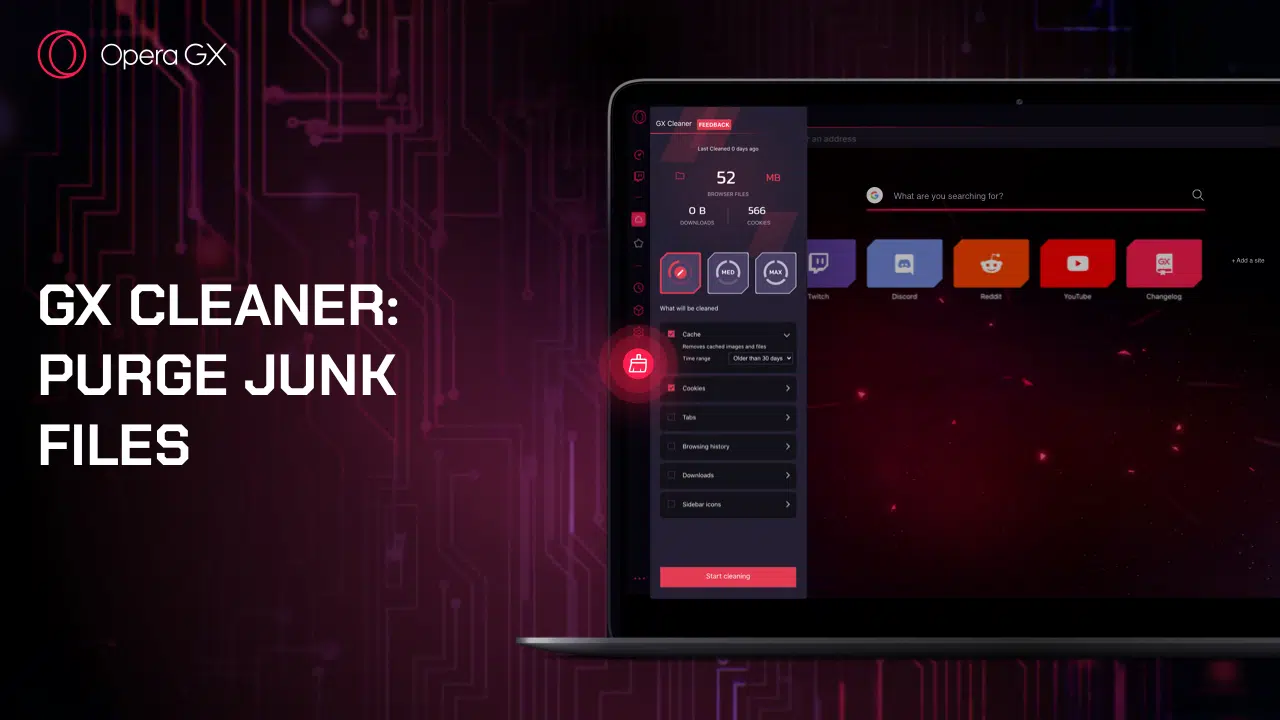 Opera GX
GX CLEANER:
PURGE JUNK
FILES
GX Cleaner FEEDBACK
Last Cleaned 0 days ago
52 MB
BROWSER FILES
0 B 566
DOWNLOADS COOKIES
MED MAX
What will be cleaned
Cache
Removes cached images and files
Time range Older than 30 days
Cookies
Tabs
Browsing history
Downloads
Sidebar icons
Start cleaning
r an address
What are you searching for?
GX
Twitch Discord Reddit YouTube Changelog
+ Add a site